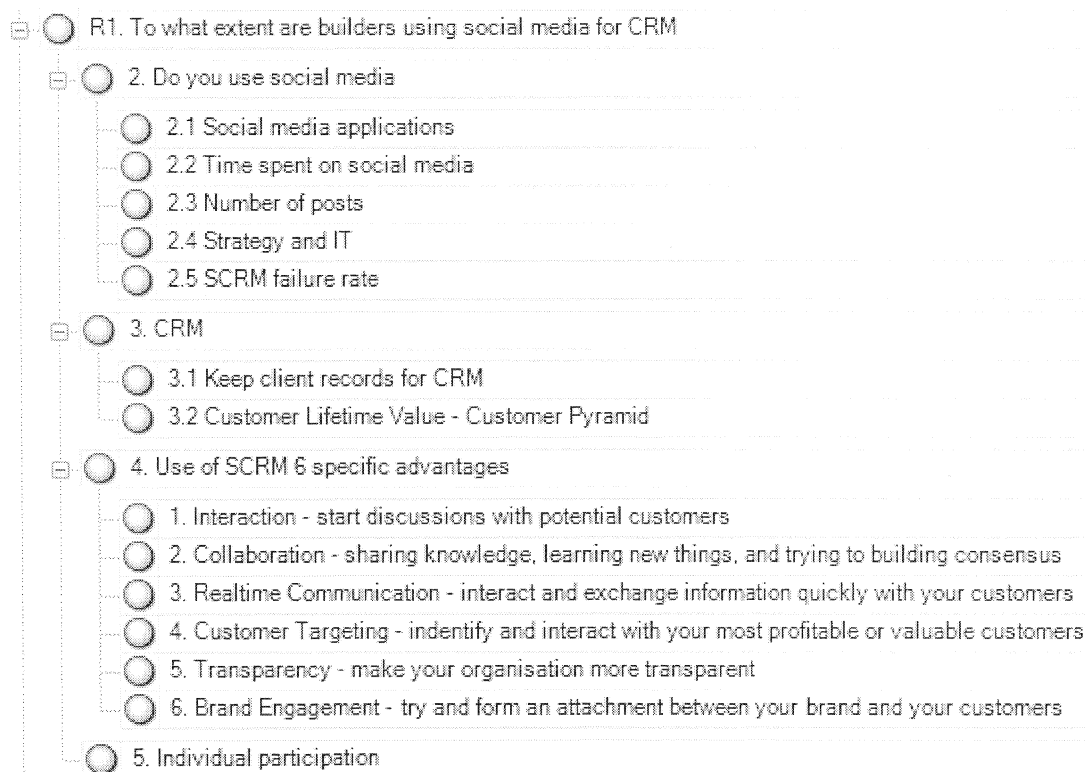 R1. To what extent are builders using social media for CRM
2. Do you use social media
2.1 Social media applications
2.2 Time spent on social media
2.3 Number of posts
2.4 Strategy and IT
2.5 SCRM failure rate
3. CRM
3.1 Keep client records for CRM
3.2 Customer Lifetime Value - Customer Pyramid
4. Use of SCRM 6 specific advantages
1. Interaction - start discussions with potential customers
2. Collaboration - sharing knowledge, learning new things, and trying to building consensus
3. Realtime Communication - interact and exchange information quickly with your customers
4. Customer Targeting - indentify and interact with your most profitable or valuable customers
5. Transparency - make your organisation more transparent
6. Brand Engagement - try and form an attachment between your brand and your customers
5. Individual participation